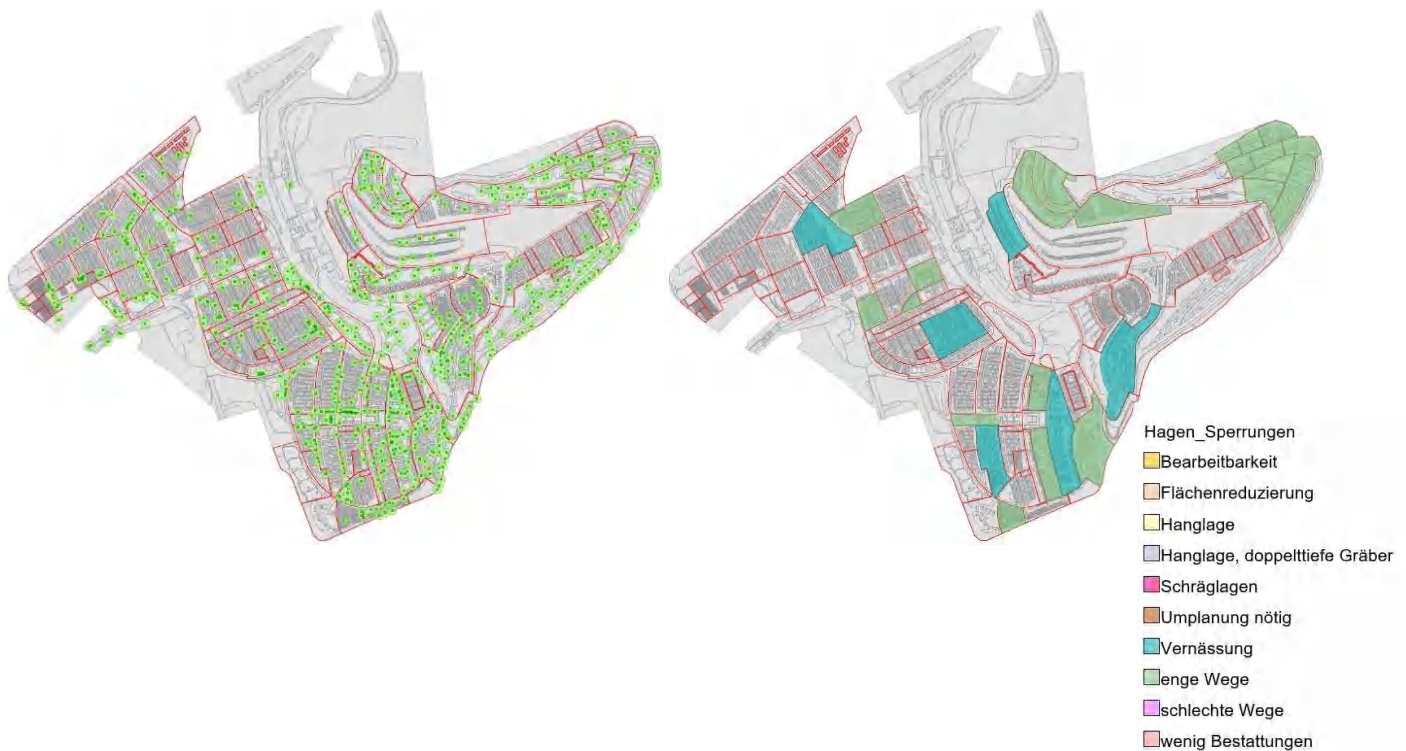 Hagen_Sperrungen
Bearbeitbarkeit
Flächenreduzierung
Hanglage
Hanglage, doppelttiefe Gräber
Schräglagen
Umplanung nötig
Vernässung
enge Wege
schlechte Wege
wenig Bestattungen